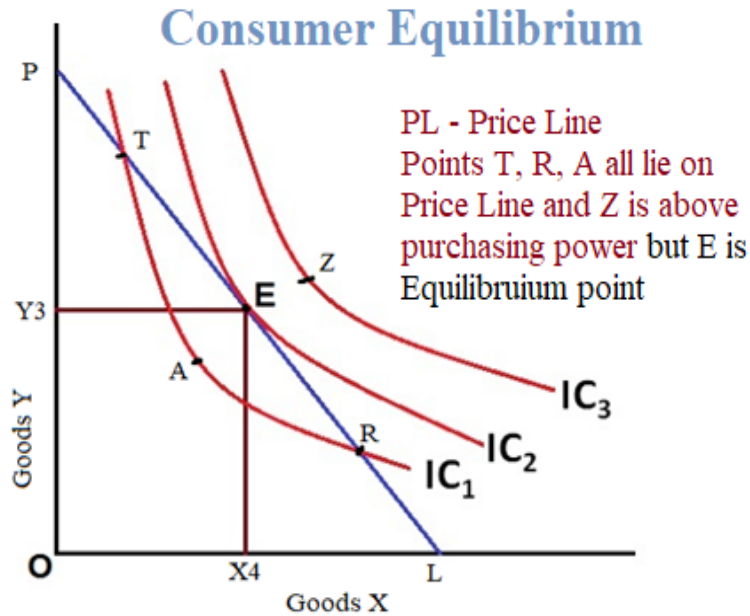 Consumer Equilibrium
P
T
PL - Price Line
Points T, R, A all lie on
Price Line and Z is above
purchasing power but E is
Equilibruium point
Z
E
Y3
A
IC3
R
IC2
IC1
Goods Y
O
X4
L
Goods X